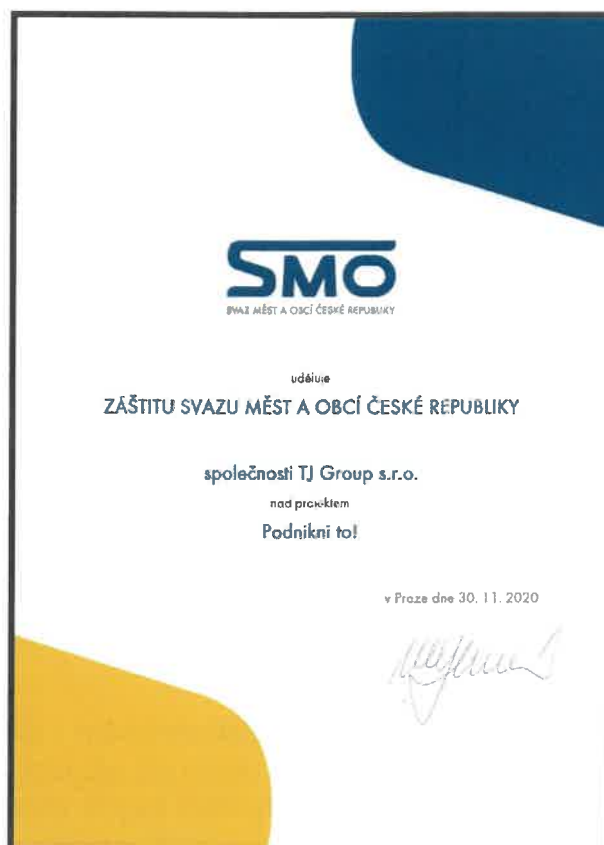 SMO
SVAZ MĚST A OBCÍ ČESKÉ REPUBLIKY
uděluje
ZÁŠTITU SVAZU MĚST A OBCÍ ČESKÉ REPUBLIKY
společnosti TJ Group s.r.o.
nad projektem
Podnikni to!
v Praze dne 30. 11. 2020